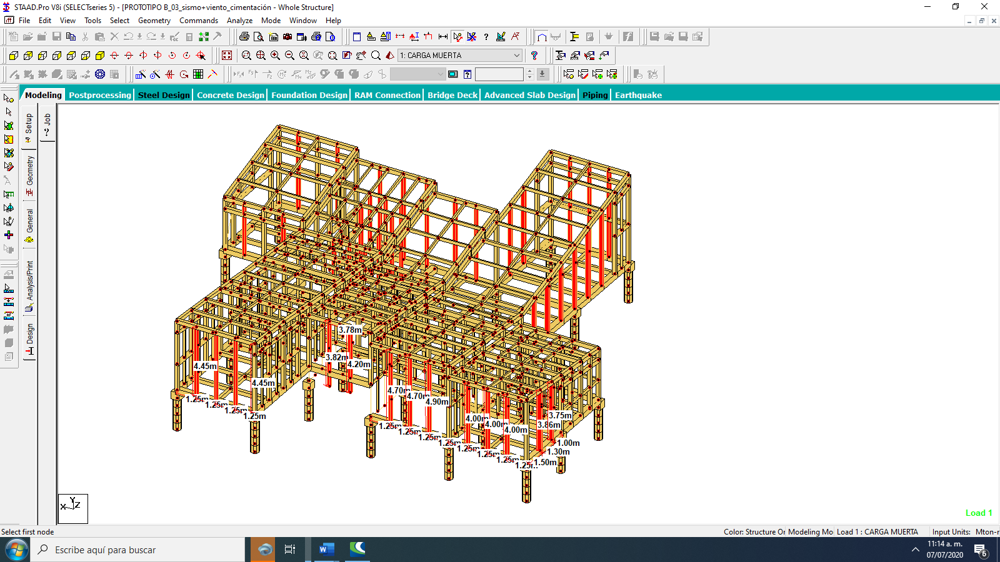 STAAD.Pro V8i (SELECTseries 5) - [PROTOTIPO B_03_sismo+viento_cimentación - Whole Structure]
File Edit View Tools Select Geometry Commands Analyze Mode Window Help
1: CARGA MUERTA
Modeling Postprocessing Steel Design Concrete Design Foundation Design RAM Connection Bridge Deck Advanced Slab Design Piping Earthquake
Setup
Geometry
General
Analysis/Print
Design
Job
3.78m
3.82m
4.20m
4.45m
4.45m
4.70m
4.70m
4.90m
4.00m
4.00m
4.00m
3.75m
3.86m
1.25m
1.25m
1.25m
1.25m
1.25m
1.25m
1.25m
1.25m
1.25m
1.25m
1.25m
1.00m
1.30m
1.50m
Y
X Z
Load 1
Select first node
Color: Structure Or Modeling Mo Load 1 : CARGA MUERTA Input Units: Mton-r
Escribe aquí para buscar
11:14 a. m.
07/07/2020
6